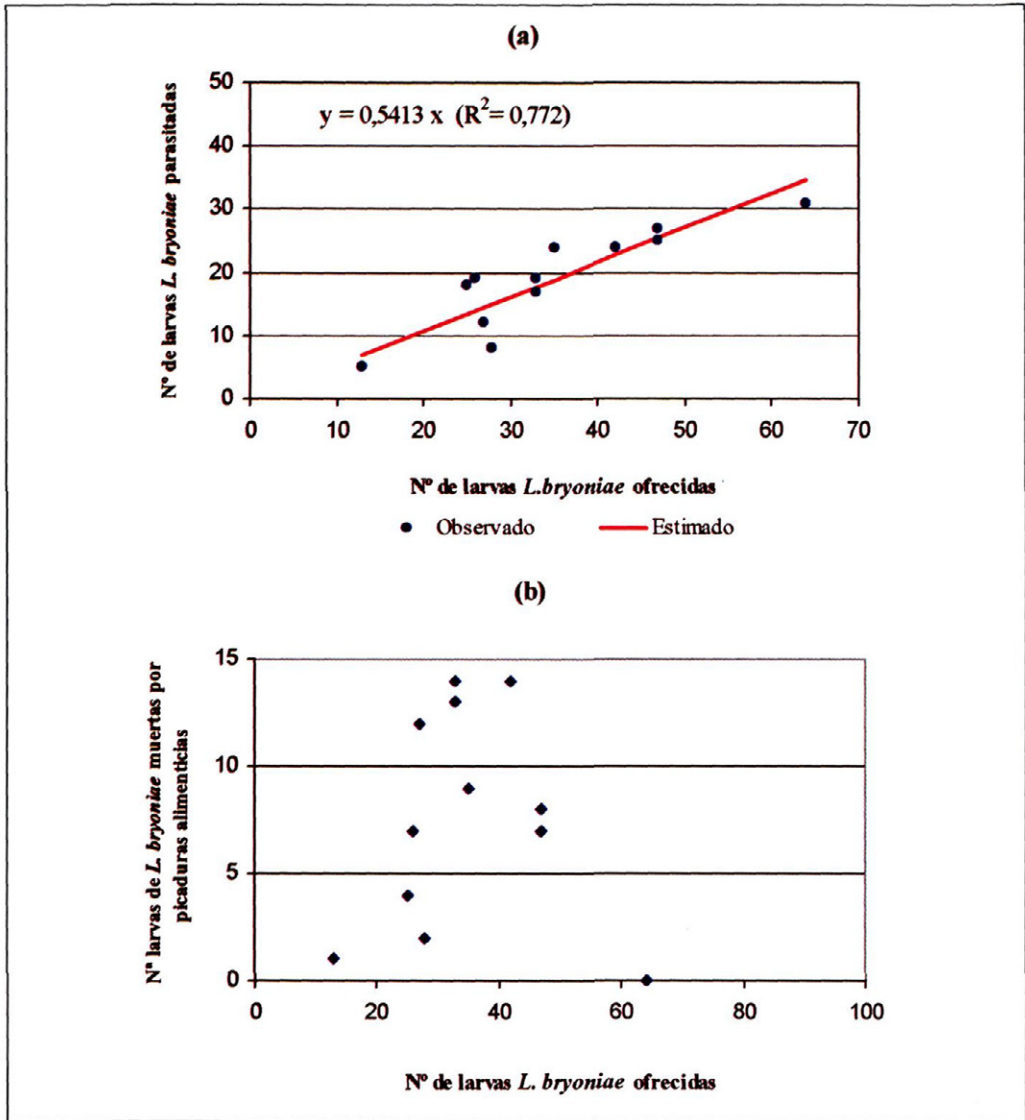 (a)
50
40
30
20
10
0
y = 0,5413 x (R²= 0,772)
Nº de larvas L. bryoniae parasitadas
0 10 20 30 40 50 60 70
Nº de larvas L.bryoniae ofrecidas
Observado Estimado
(b)
15
10
5
0
Nª larvas de L. bryoniae muertas por
picaduras alimenticias
0 20 40 60 80 100
Nº de larvas L. bryoniae ofrecidas